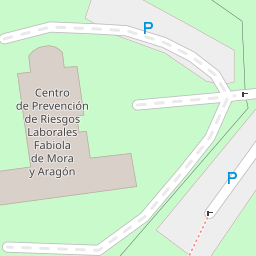 P
Centro
de Prevención
de Riesgos
Laborales
Fabiola
de Mora
y Aragón
P